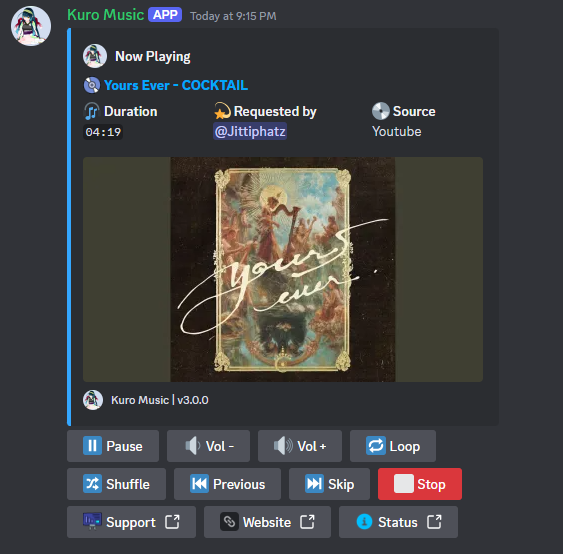 Kuro Music APP Today at 9:15 PM
Now Playing
Yours Ever - COCKTAIL
Duration Requested by Source
04:19 @Jittiphatz Youtube
yours
ever.
Kuro Music | v3.0.0
Pause Vol - Vol + Loop
Shuffle Previous Skip Stop
Support Website Status